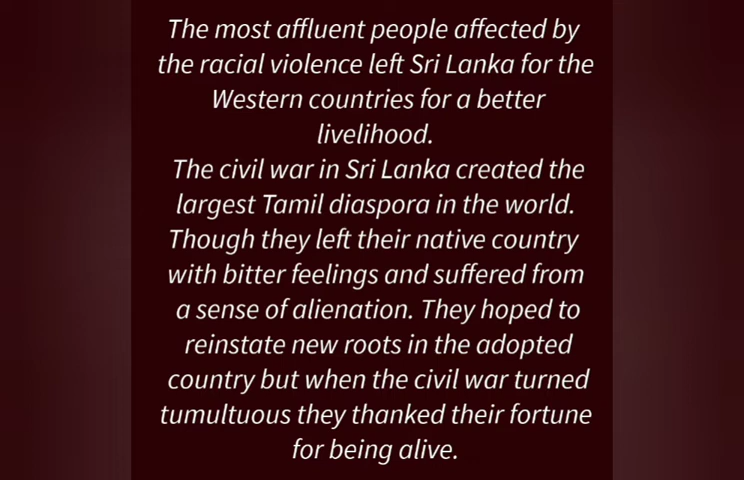 The most affluent people affected by
the racial violence left Sri Lanka for the
Western countries for a better
livelihood.
The civil war in Sri Lanka created the
largest Tamil diaspora in the world.
Though they left their native country
with bitter feelings and suffered from
a sense of alienation. They hoped to
reinstate new roots in the adopted
country but when the civil war turned
tumultuous they thanked their fortune
for being alive.